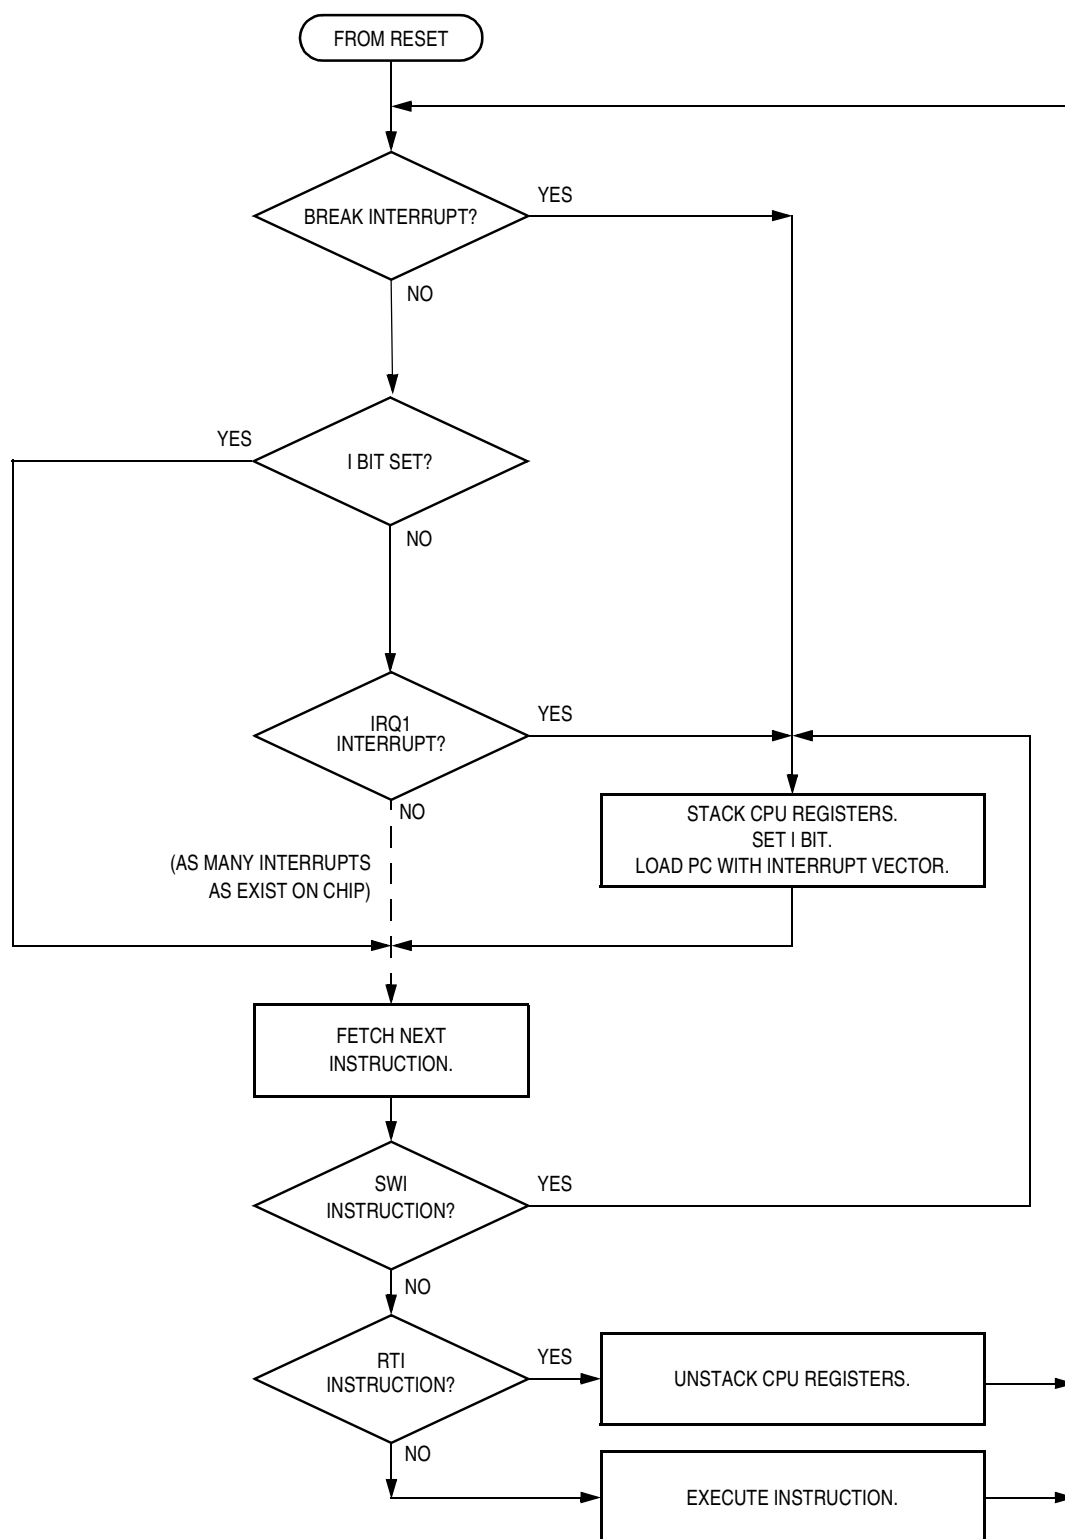 FROM RESET
BREAK INTERRUPT?
YES
NO
YES
I BIT SET?
NO
IRQ1
INTERRUPT?
YES
NO
(AS MANY INTERRUPTS
AS EXIST ON CHIP)
STACK CPU REGISTERS.
SET I BIT.
LOAD PC WITH INTERRUPT VECTOR.
FETCH NEXT
INSTRUCTION.
SWI
INSTRUCTION?
YES
NO
RTI
INSTRUCTION?
YES
UNSTACK CPU REGISTERS.
NO
EXECUTE INSTRUCTION.